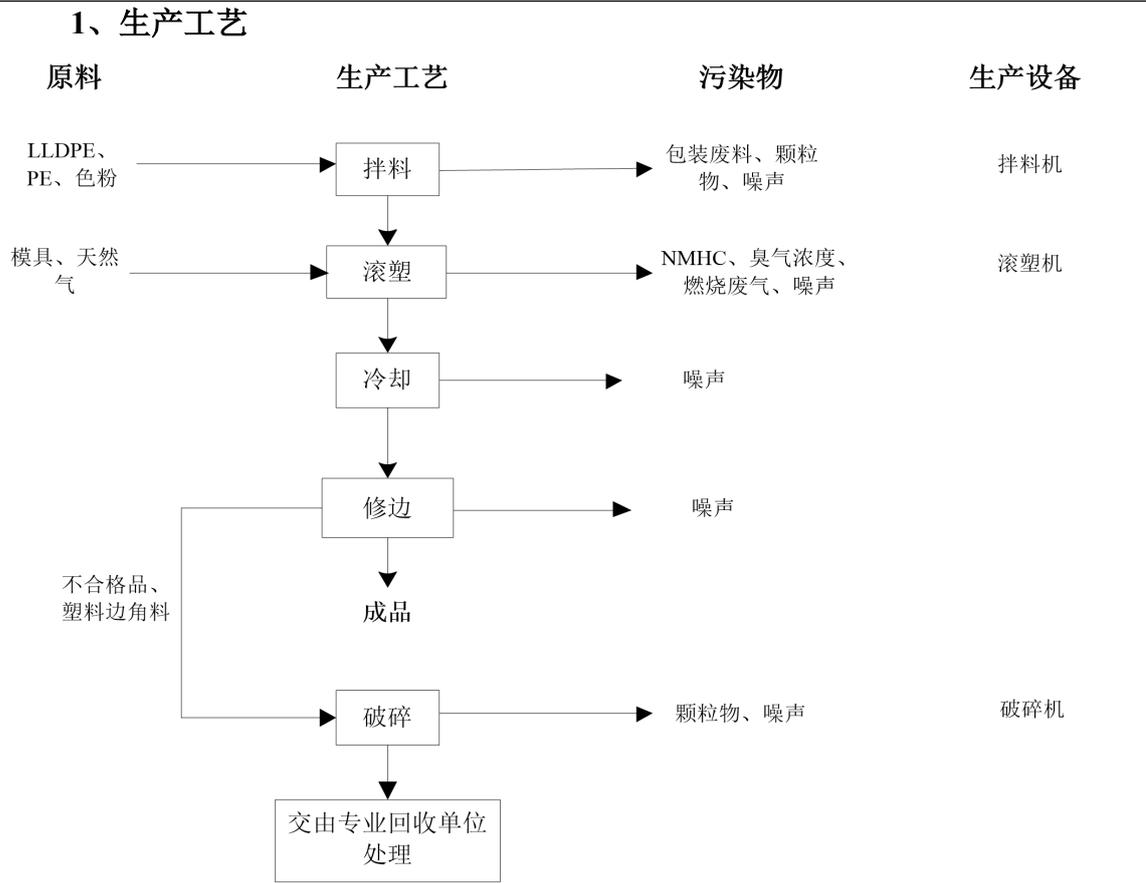 1、生产工艺
原料
生产工艺
污染物
生产设备
LLDPE、
PE、色粉
拌料
包装废料、颗粒
物、噪声
拌料机
模具、天然
气
滚塑
NMHC、臭气浓度、
燃烧废气、噪声
滚塑机
冷却
噪声
修边
噪声
不合格品、
塑料边角料
成品
破碎
颗粒物、噪声
破碎机
交由专业回收单位
处理